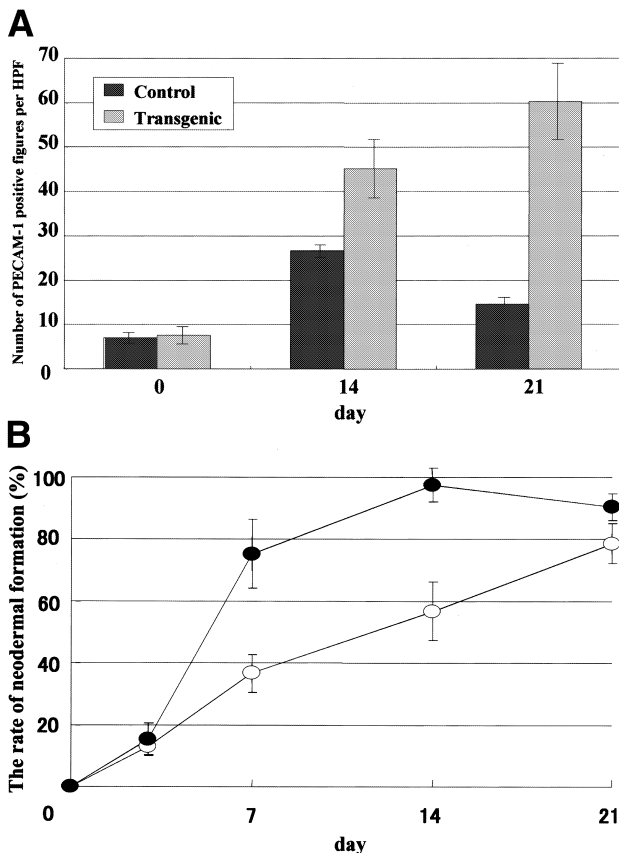 A
Number of PECAM-1 positive figures per HPF
70
60
50
40
30
20
10
0
Control
Transgenic
0 14 21
day
B
The rate of neodermal formation (%)
100
80
60
40
20
0 7 14 21
day